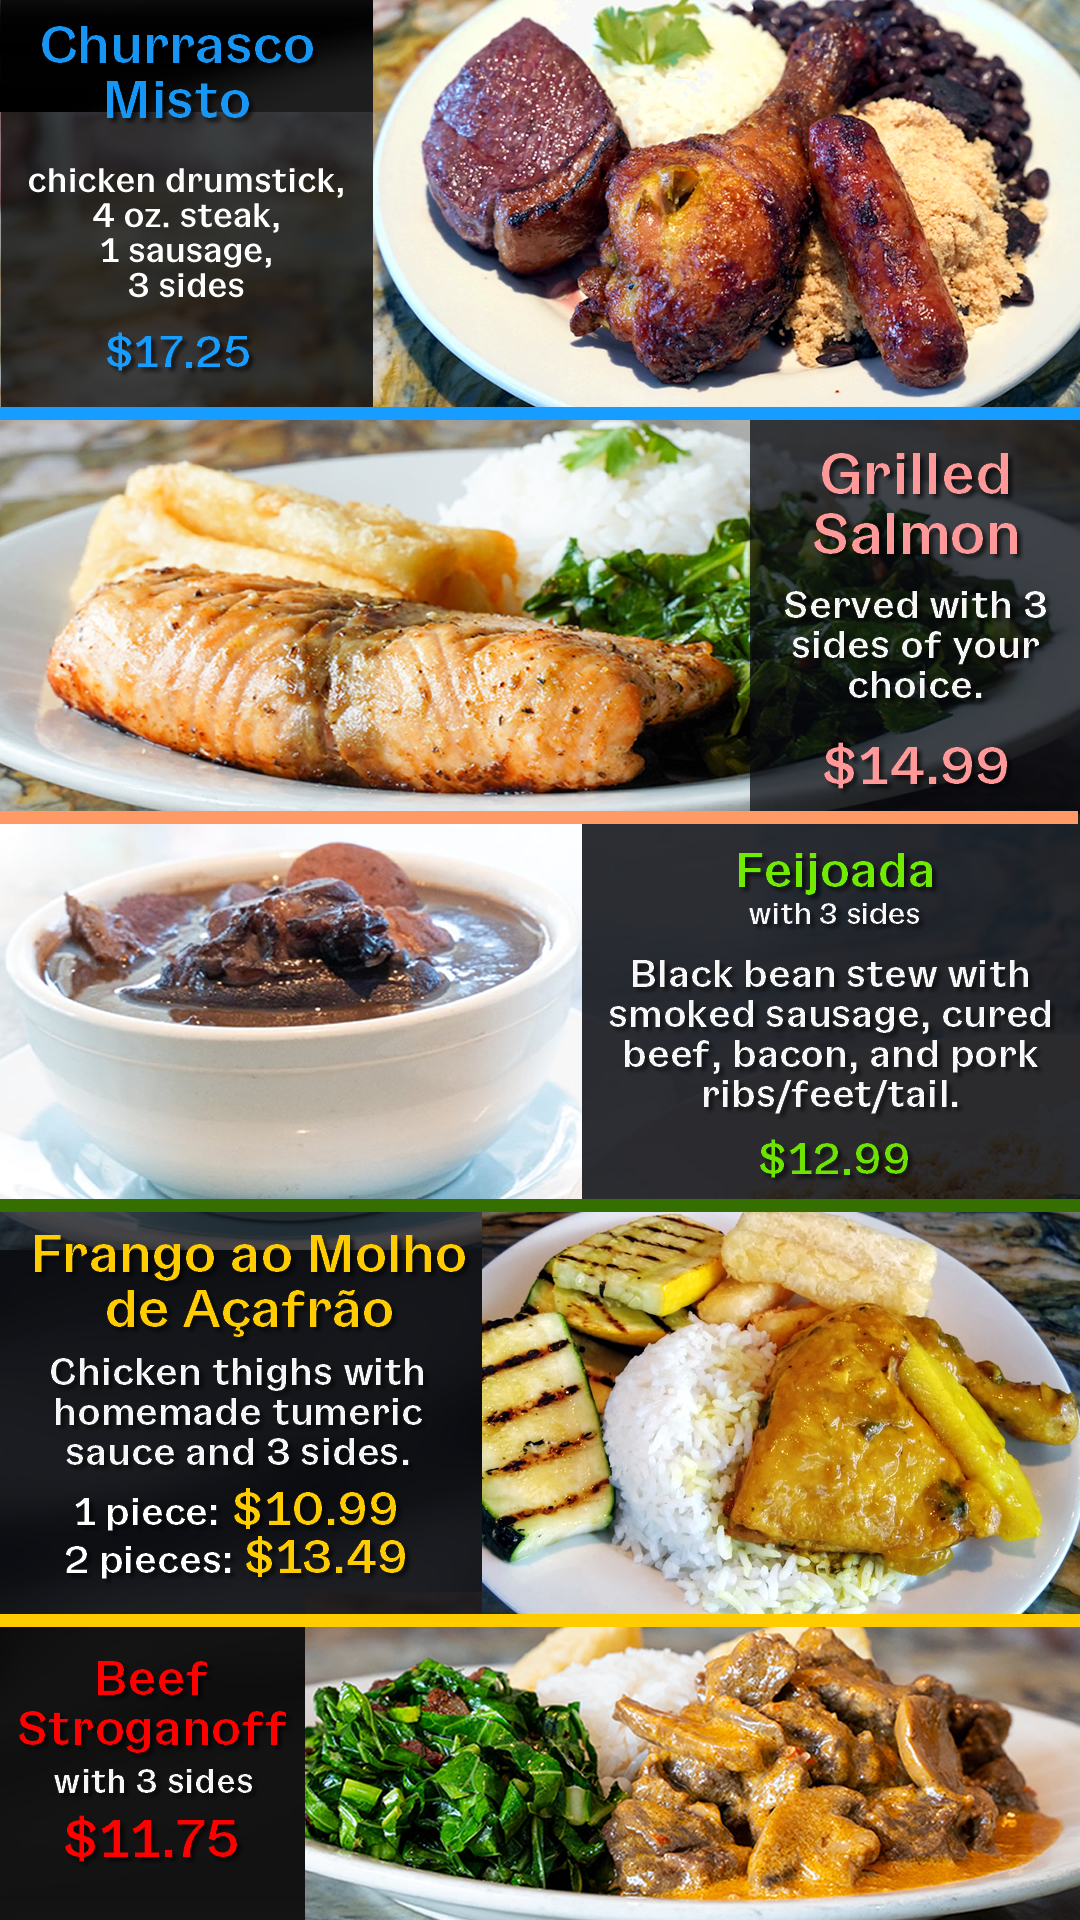 Churrasco
Misto
chicken drumstick,
4 oz. steak,
1 sausage,
3 sides
$17.25
Grilled
Salmon
Served with 3
sides of your
choice.
$14.99
Feijoada
with 3 sides
Black bean stew with
smoked sausage, cured
beef, bacon, and pork
ribs/feet/tail.
$12.99
Frango ao Molho
de Açafrão
Chicken thighs with
homemade tumeric
sauce and 3 sides.
1 piece: $10.99
2 pieces: $13.49
Beef
Stroganoff
with 3 sides
$11.75